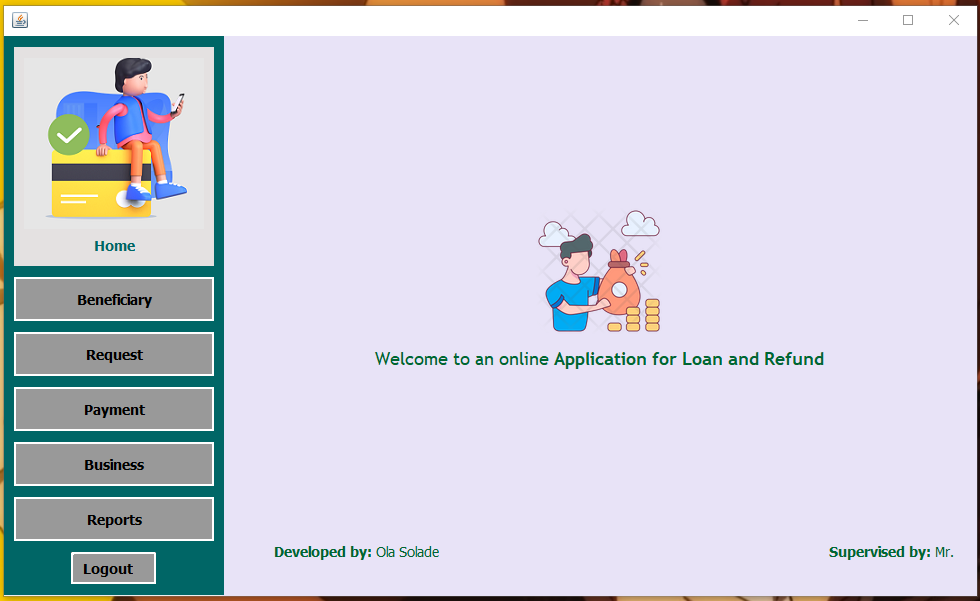 Home
Beneficiary
Request
Payment
Business
Reports
Logout
Welcome to an online Application for Loan and Refund
Developed by: Ola Solade
Supervised by: Mr.